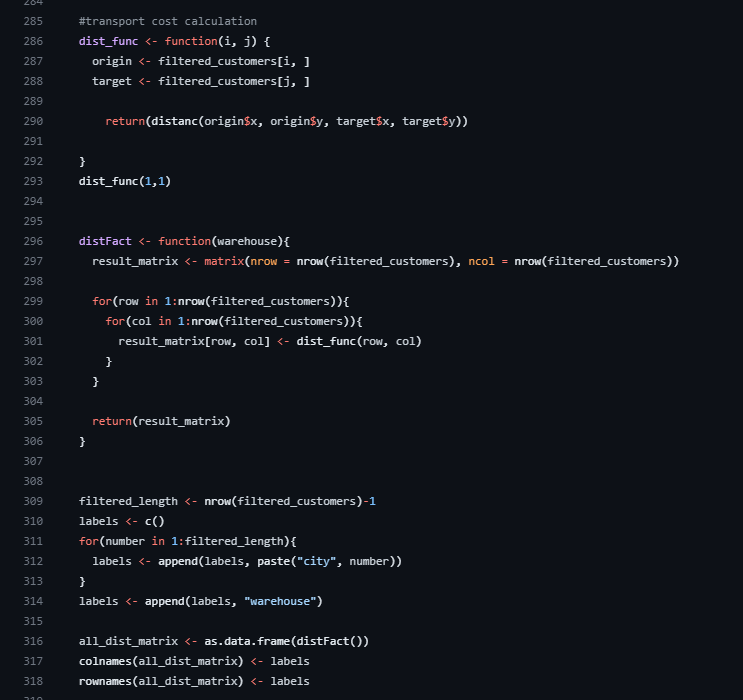 284
285 #transport cost calculation
286 dist_func <- function(i, j) {
287   origin <- filtered_customers[i, ]
288   target <- filtered_customers[j, ]
289
290     return(distanc(origin$x, origin$y, target$x, target$y))
291
292 }
293 dist_func(1,1)
294
295
296 distFact <- function(warehouse){
297   result_matrix <- matrix(nrow = nrow(filtered_customers), ncol = nrow(filtered_customers))
298
299   for(row in 1:nrow(filtered_customers)){
300     for(col in 1:nrow(filtered_customers)){
301       result_matrix[row, col] <- dist_func(row, col)
302     }
303   }
304
305   return(result_matrix)
306 }
307
308
309 filtered_length <- nrow(filtered_customers)-1
310 labels <- c()
311 for(number in 1:filtered_length){
312   labels <- append(labels, paste("city", number))
313 }
314 labels <- append(labels, "warehouse")
315
316 all_dist_matrix <- as.data.frame(distFact())
317 colnames(all_dist_matrix) <- labels
318 rownames(all_dist_matrix) <- labels
319